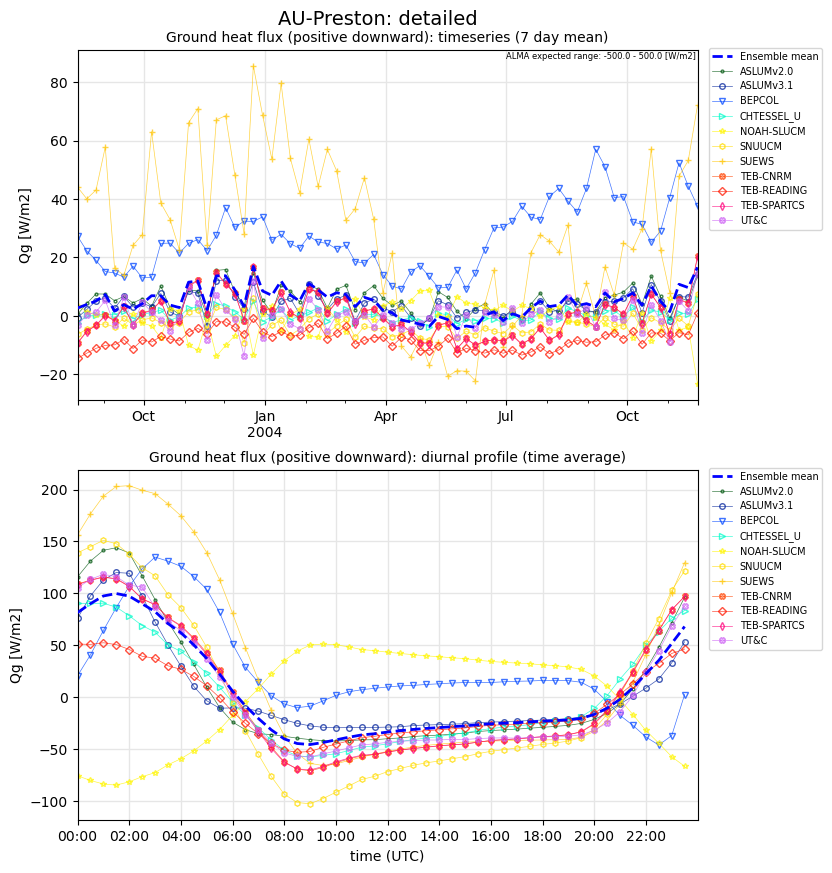 AU-Preston: detailed
Ground heat flux (positive downward): timeseries (7 day mean)
ALMA expected range: -500.0 - 500.0 [W/m2]
Qg [W/m2]
80
60
40
20
0
−20
Oct
Jan
2004
Apr
Jul
Oct
Ensemble mean
ASLUMv2.0
ASLUMv3.1
BEPCOL
CHTESSEL_U
NOAH-SLUCM
SNUUCM
SUEWS
TEB-CNRM
TEB-READING
TEB-SPARTCS
UT&C
Ground heat flux (positive downward): diurnal profile (time average)
Qg [W/m2]
200
150
100
50
0
−50
−100
00:00
02:00
04:00
06:00
08:00
10:00
12:00
14:00
16:00
18:00
20:00
22:00
time (UTC)
Ensemble mean
ASLUMv2.0
ASLUMv3.1
BEPCOL
CHTESSEL_U
NOAH-SLUCM
SNUUCM
SUEWS
TEB-CNRM
TEB-READING
TEB-SPARTCS
UT&C